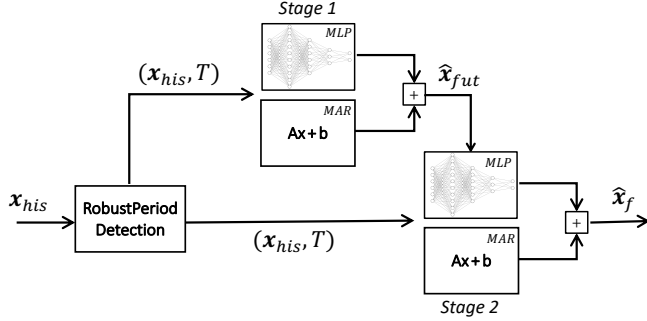 Stage 1
MLP
(x_his, T)
x̂_fut
+
MAR
Ax + b
MLP
x_his
RobustPeriod
Detection
x̂_f
+
(x_his, T)
MAR
Ax + b
Stage 2